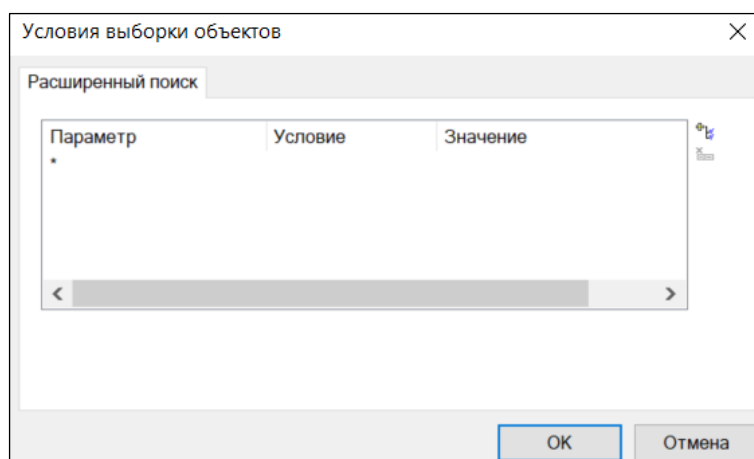 Условия выборки объектов
Расширенный поиск
Параметр Условие Значение
*
OK Отмена